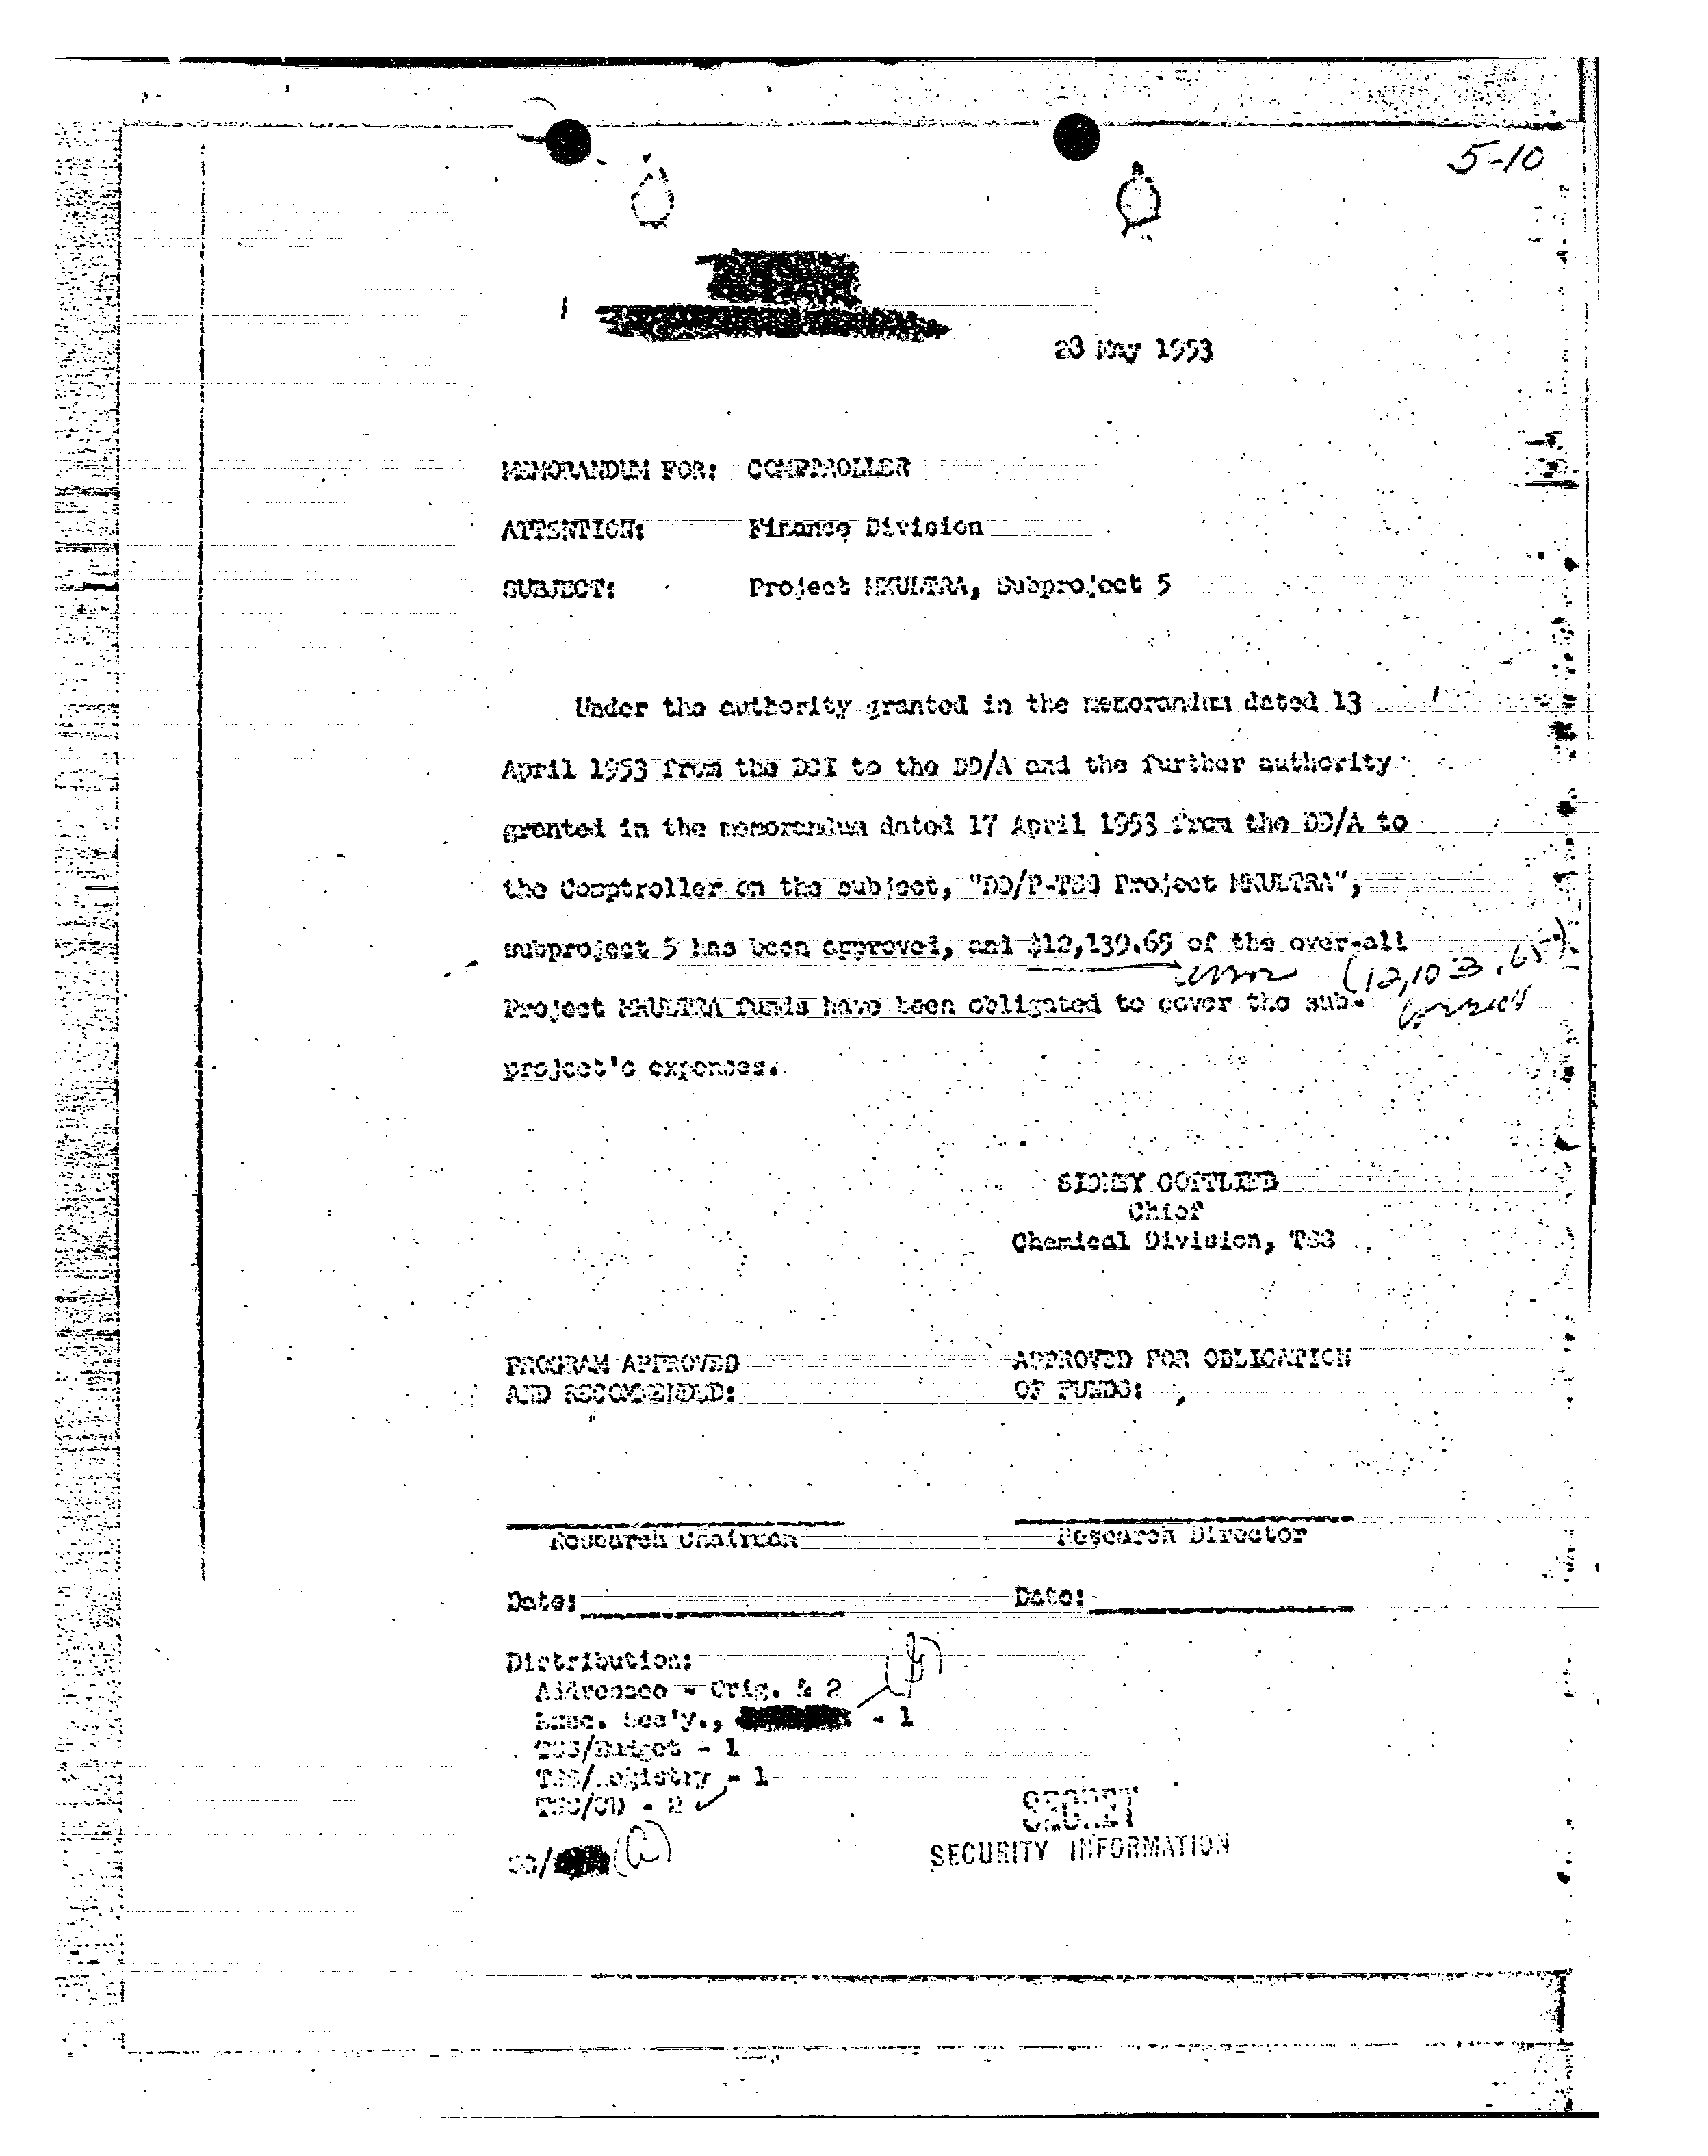 5-10
28 May 1953
MEMORANDUM FOR: COMPTROLLER
ATTENTION: Finance Division
SUBJECT: Project MKULTRA, Subproject 5
Under the authority granted in the memorandum dated 13
April 1953 from the DCI to the DD/A and the further authority
granted in the memorandum dated 17 April 1953 from the DD/A to
the Comptroller on the subject, "DD/P-TSS Project MKULTRA",
subproject 5 has been approved, and $12,139.65 of the over-all
error (12,103.65)
Project MKULTRA funds have been obligated to cover the sub-
correct
project's expenses.
SIDNEY GOTTLIEB
Chief
Chemical Division, TSS
PROGRAM APPROVED
AND RECOMMENDED:
APPROVED FOR OBLIGATION
OF FUNDS:
Research Chairman
Research Director
Date:
Date:
Distribution:
Addressee - Orig. & 2
Exec. Sec'y., - 1
TSS/Budget - 1
TSS/Registry - 1
TSS/CD - 2
SECRET
SECURITY INFORMATION